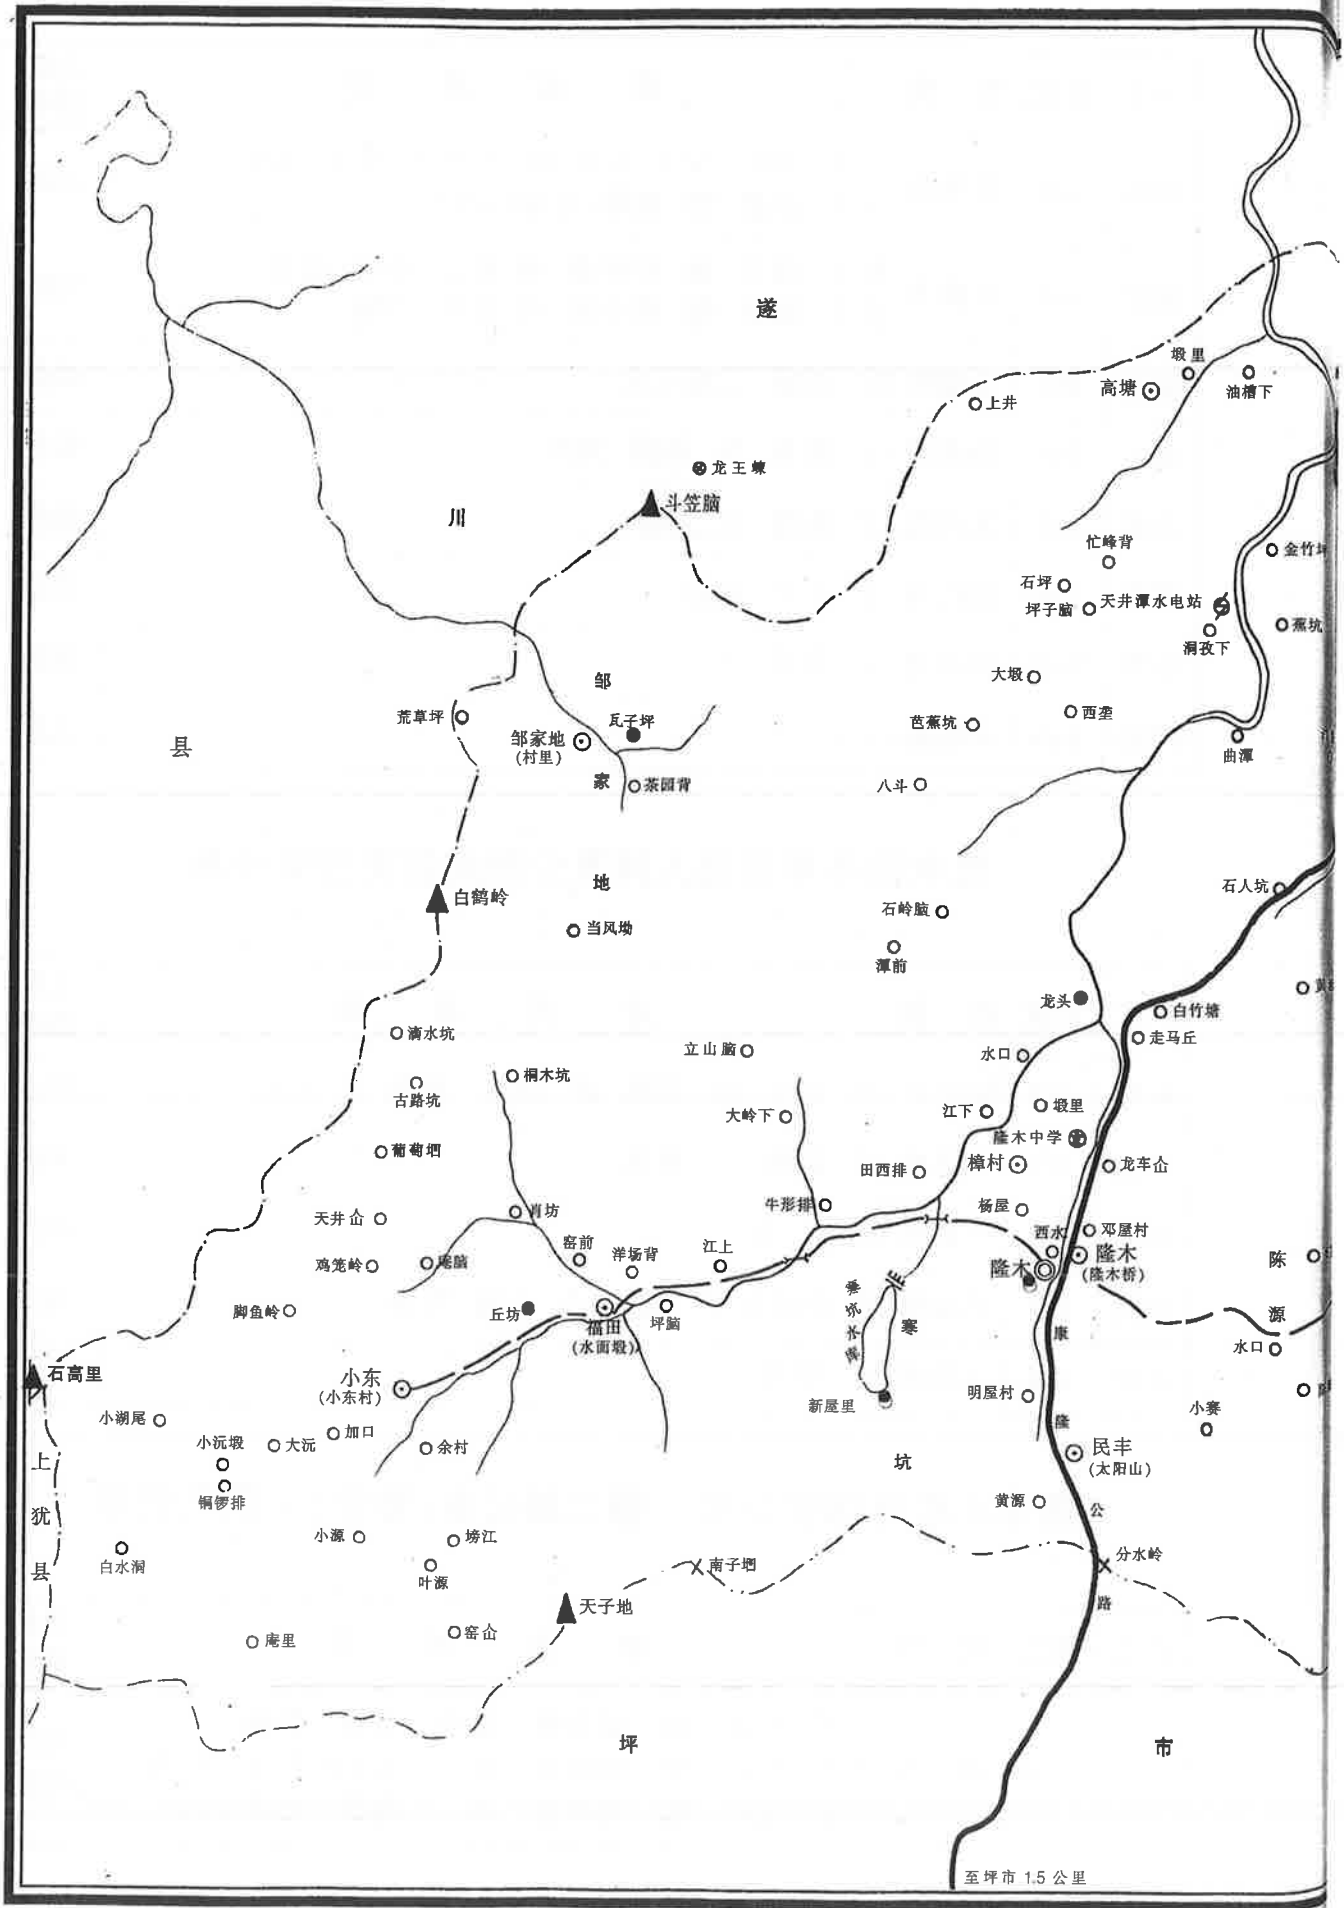 遂
川
县
塅里
高塘
油槽下
上井
龙王崠
斗笠脑
忙峰背
金竹
石坪
坪子脑
天井潭水电站
蕉坑
洞孜下
大塅
邹
家
地
荒草坪
瓦子坪
邹家地
(村里)
芭蕉坑
西垄
曲潭
茶园背
八斗
白鹤岭
石人坑
当风坳
石岭脑
潭前
龙头
白竹塘
走马丘
滴水坑
立山脑
水口
桐木坑
古路坑
大岭下
江下
塅里
隆木中学
葡萄垇
田西排
樟村
龙车仚
天井仚
肖坊
牛形排
杨屋
西水
邓屋村
鸡笼岭
窑前
洋场背
江上
隆木
隆木
(隆木桥)
陈
源
脚鱼岭
丘坊
福田
(水面塅)
坪脑
寒
坑
水口
石高里
小东
(小东村)
新屋里
明屋村
小赛
小湖尾
小沅塅
大沅
加口
余村
民丰
(太阳山)
铜锣排
黄源
康
隆
公
路
上
犹
县
小源
塝江
白水洞
叶源
南子垇
分水岭
天子地
庵里
窑仚
坪
市
至坪市 1.5 公里